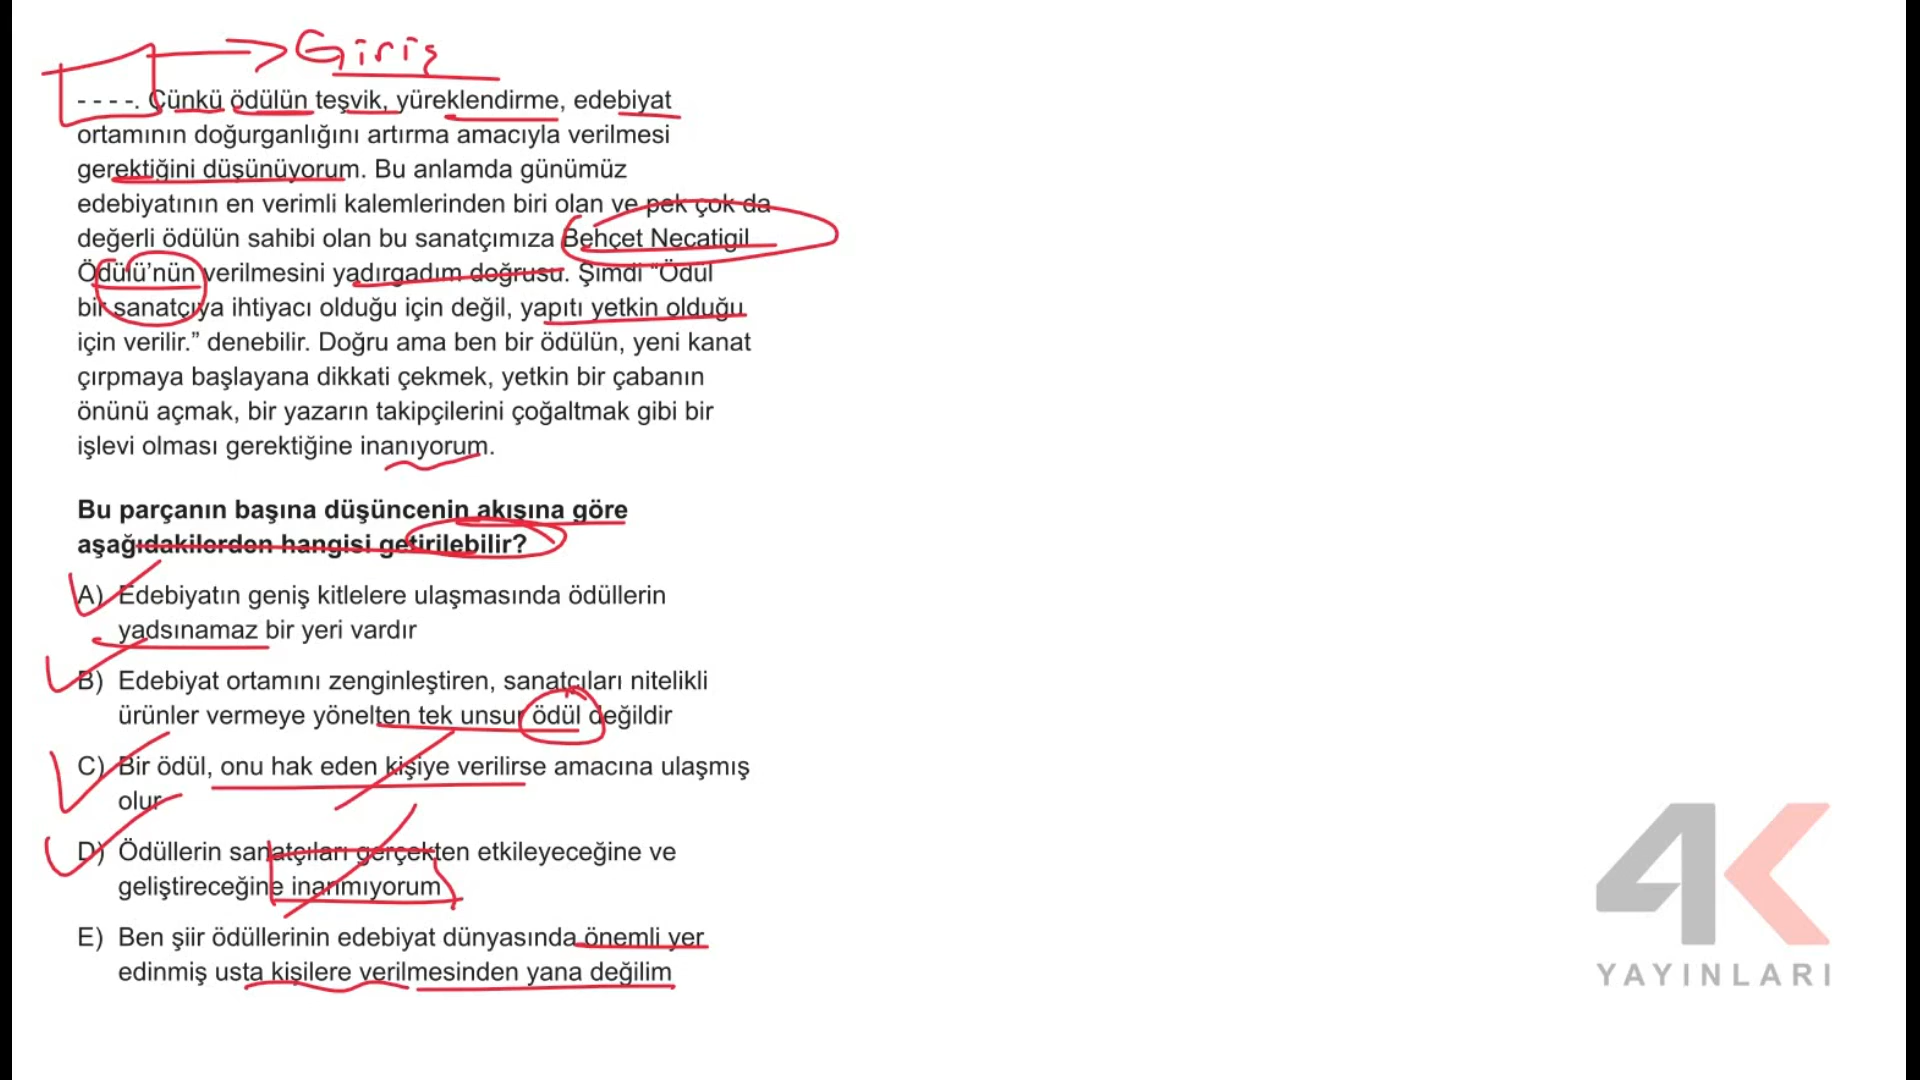 Giriş
- - - -. Çünkü ödülün teşvik, yüreklendirme, edebiyat
ortamının doğurganlığını artırma amacıyla verilmesi
gerektiğini düşünüyorum. Bu anlamda günümüz
edebiyatının en verimli kalemlerinden biri olan ve pek çok da
değerli ödülün sahibi olan bu sanatçımıza Behçet Necatigil
Ödülü’nün verilmesini yadırgadım doğrusu. Şimdi “Ödül
bir sanatçıya ihtiyacı olduğu için değil, yapıtı yetkin olduğu
için verilir.” denebilir. Doğru ama ben bir ödülün, yeni kanat
çırpmaya başlayana dikkati çekmek, yetkin bir çabanın
önünü açmak, bir yazarın takipçilerini çoğaltmak gibi bir
işlevi olması gerektiğine inanıyorum.
Bu parçanın başına düşüncenin akışına göre
aşağıdakilerden hangisi getirilebilir?
A) Edebiyatın geniş kitlelere ulaşmasında ödüllerin
yadsınamaz bir yeri vardır
B) Edebiyat ortamını zenginleştiren, sanatçıları nitelikli
ürünler vermeye yönelten tek unsur ödül değildir
C) Bir ödül, onu hak eden kişiye verilirse amacına ulaşmış
olur
D) Ödüllerin sanatçıları gerçekten etkileyeceğine ve
geliştireceğine inanmıyorum
E) Ben şiir ödüllerinin edebiyat dünyasında önemli yer
edinmiş usta kişilere verilmesinden yana değilim
4K
YAYINLARI